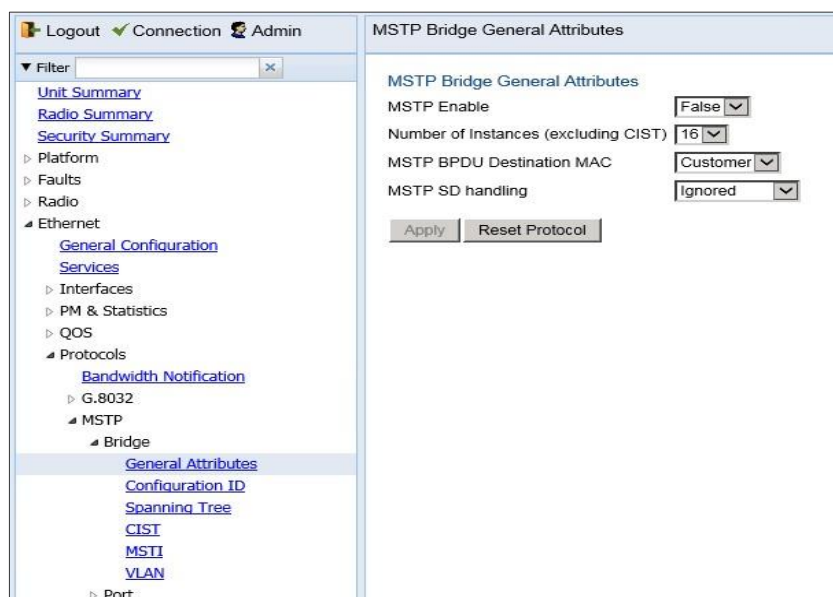 Logout Connection Admin
Filter
Unit Summary
Radio Summary
Security Summary
Platform
Faults
Radio
Ethernet
General Configuration
Services
Interfaces
PM & Statistics
QOS
Protocols
Bandwidth Notification
G.8032
MSTP
Bridge
General Attributes
Configuration ID
Spanning Tree
CIST
MSTI
VLAN
Port
MSTP Bridge General Attributes
MSTP Bridge General Attributes
MSTP Enable False
Number of Instances (excluding CIST) 16
MSTP BPDU Destination MAC Customer
MSTP SD handling Ignored
Apply Reset Protocol